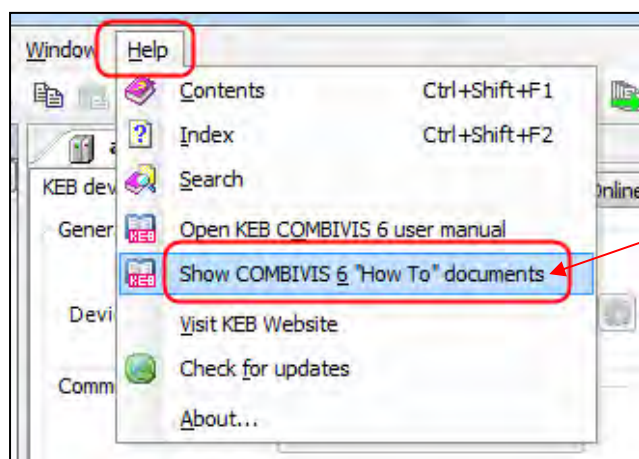 Window Help
Contents Ctrl+Shift+F1
Index Ctrl+Shift+F2
KEB dev
Search
nline
Gener
KEB Open KEB COMBIVIS 6 user manual
KEB Show COMBIVIS 6 "How To" documents
Devi
Visit KEB Website
Check for updates
Comm
About...